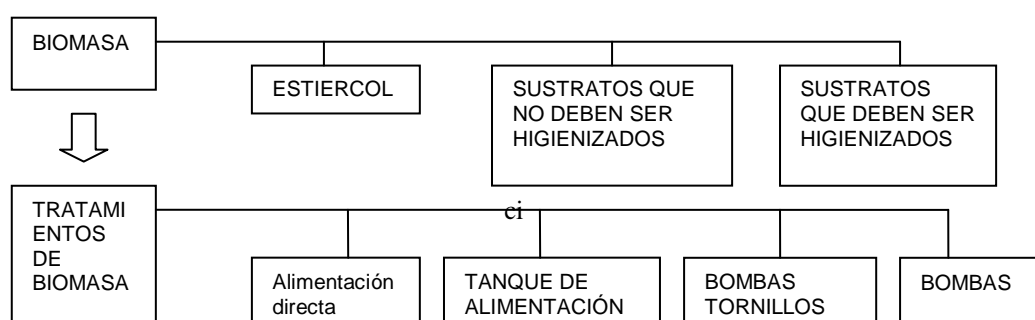 BIOMASA
ESTIERCOL
SUSTRATOS QUE
NO DEBEN SER
HIGIENIZADOS
SUSTRATOS
QUE DEBEN SER
HIGIENIZADOS
TRATAMI
ENTOS
DE
BIOMASA
ci
Alimentación
directa
TANQUE DE
ALIMENTACIÓN
BOMBAS
TORNILLOS
BOMBAS